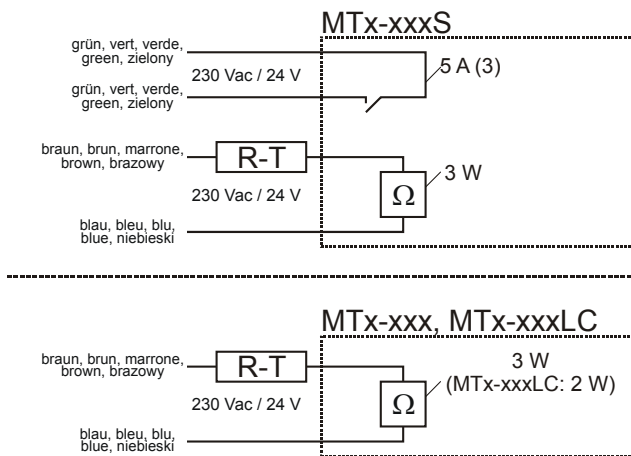 MTx-xxxS
grün, vert, verde,
green, zielony
230 Vac / 24 V
5 A (3)
grün, vert, verde,
green, zielony
braun, brun, marrone,
brown, brazowy
R-T
3 W
230 Vac / 24 V
Ω
blau, bleu, blu,
blue, niebieski
MTx-xxx, MTx-xxxLC
braun, brun, marrone,
brown, brazowy
R-T
3 W
(MTx-xxxLC: 2 W)
230 Vac / 24 V
Ω
blau, bleu, blu,
blue, niebieski